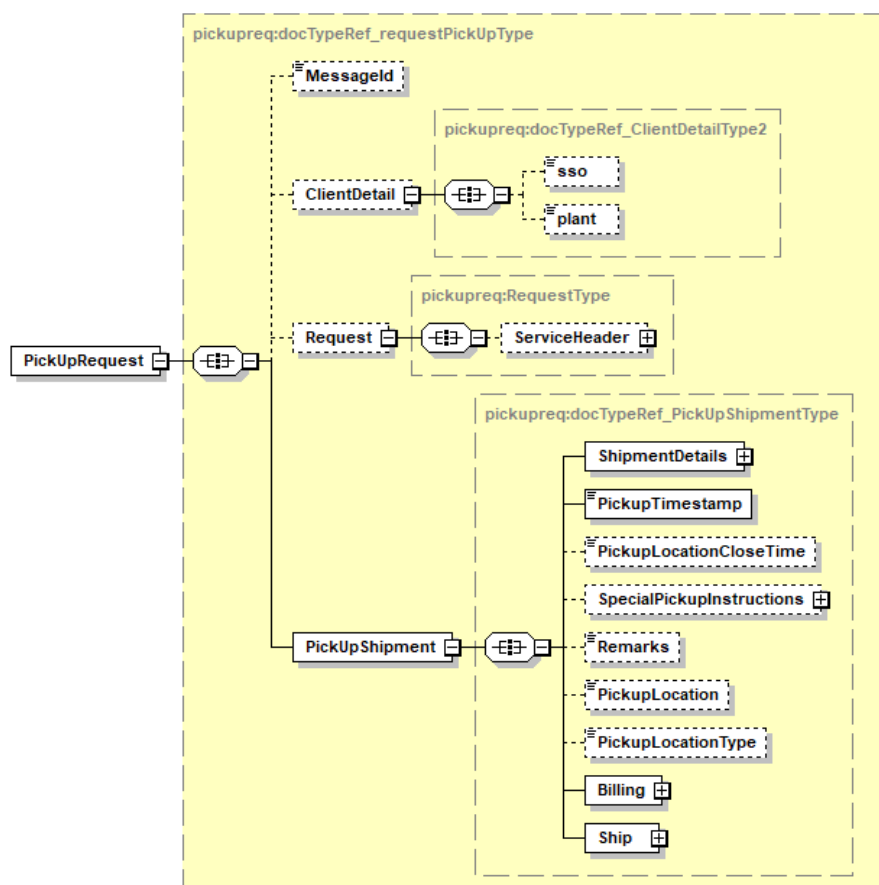 pickupreq:docTypeRef_requestPickUpType
MessageId
pickupreq:docTypeRef_ClientDetailType2
sso
ClientDetail
plant
pickupreq:RequestType
Request
ServiceHeader
PickUpRequest
pickupreq:docTypeRef_PickUpShipmentType
ShipmentDetails
PickupTimestamp
PickupLocationCloseTime
SpecialPickupInstructions
PickUpShipment
Remarks
PickupLocation
PickupLocationType
Billing
Ship